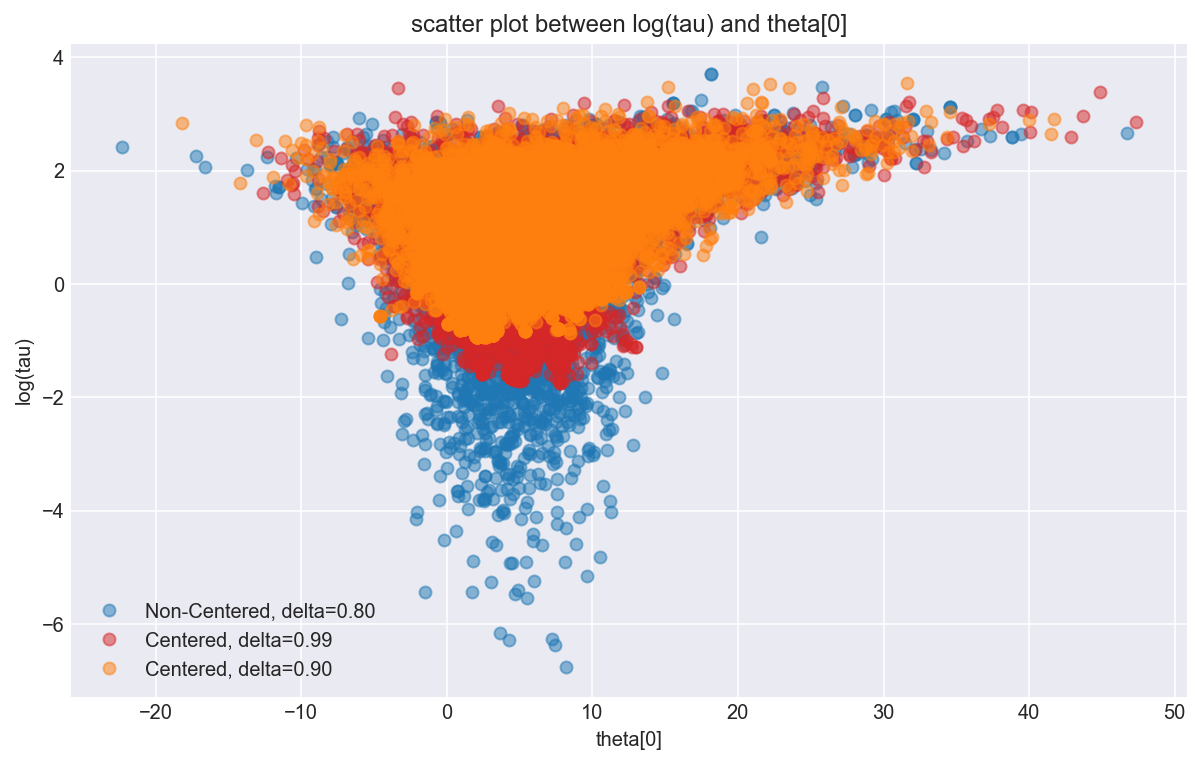 scatter plot between log(tau) and theta[0]
4
2
0
−2
−4
−6
log(tau)
Non-Centered, delta=0.80
Centered, delta=0.99
Centered, delta=0.90
−20 −10 0 10 20 30 40 50
theta[0]